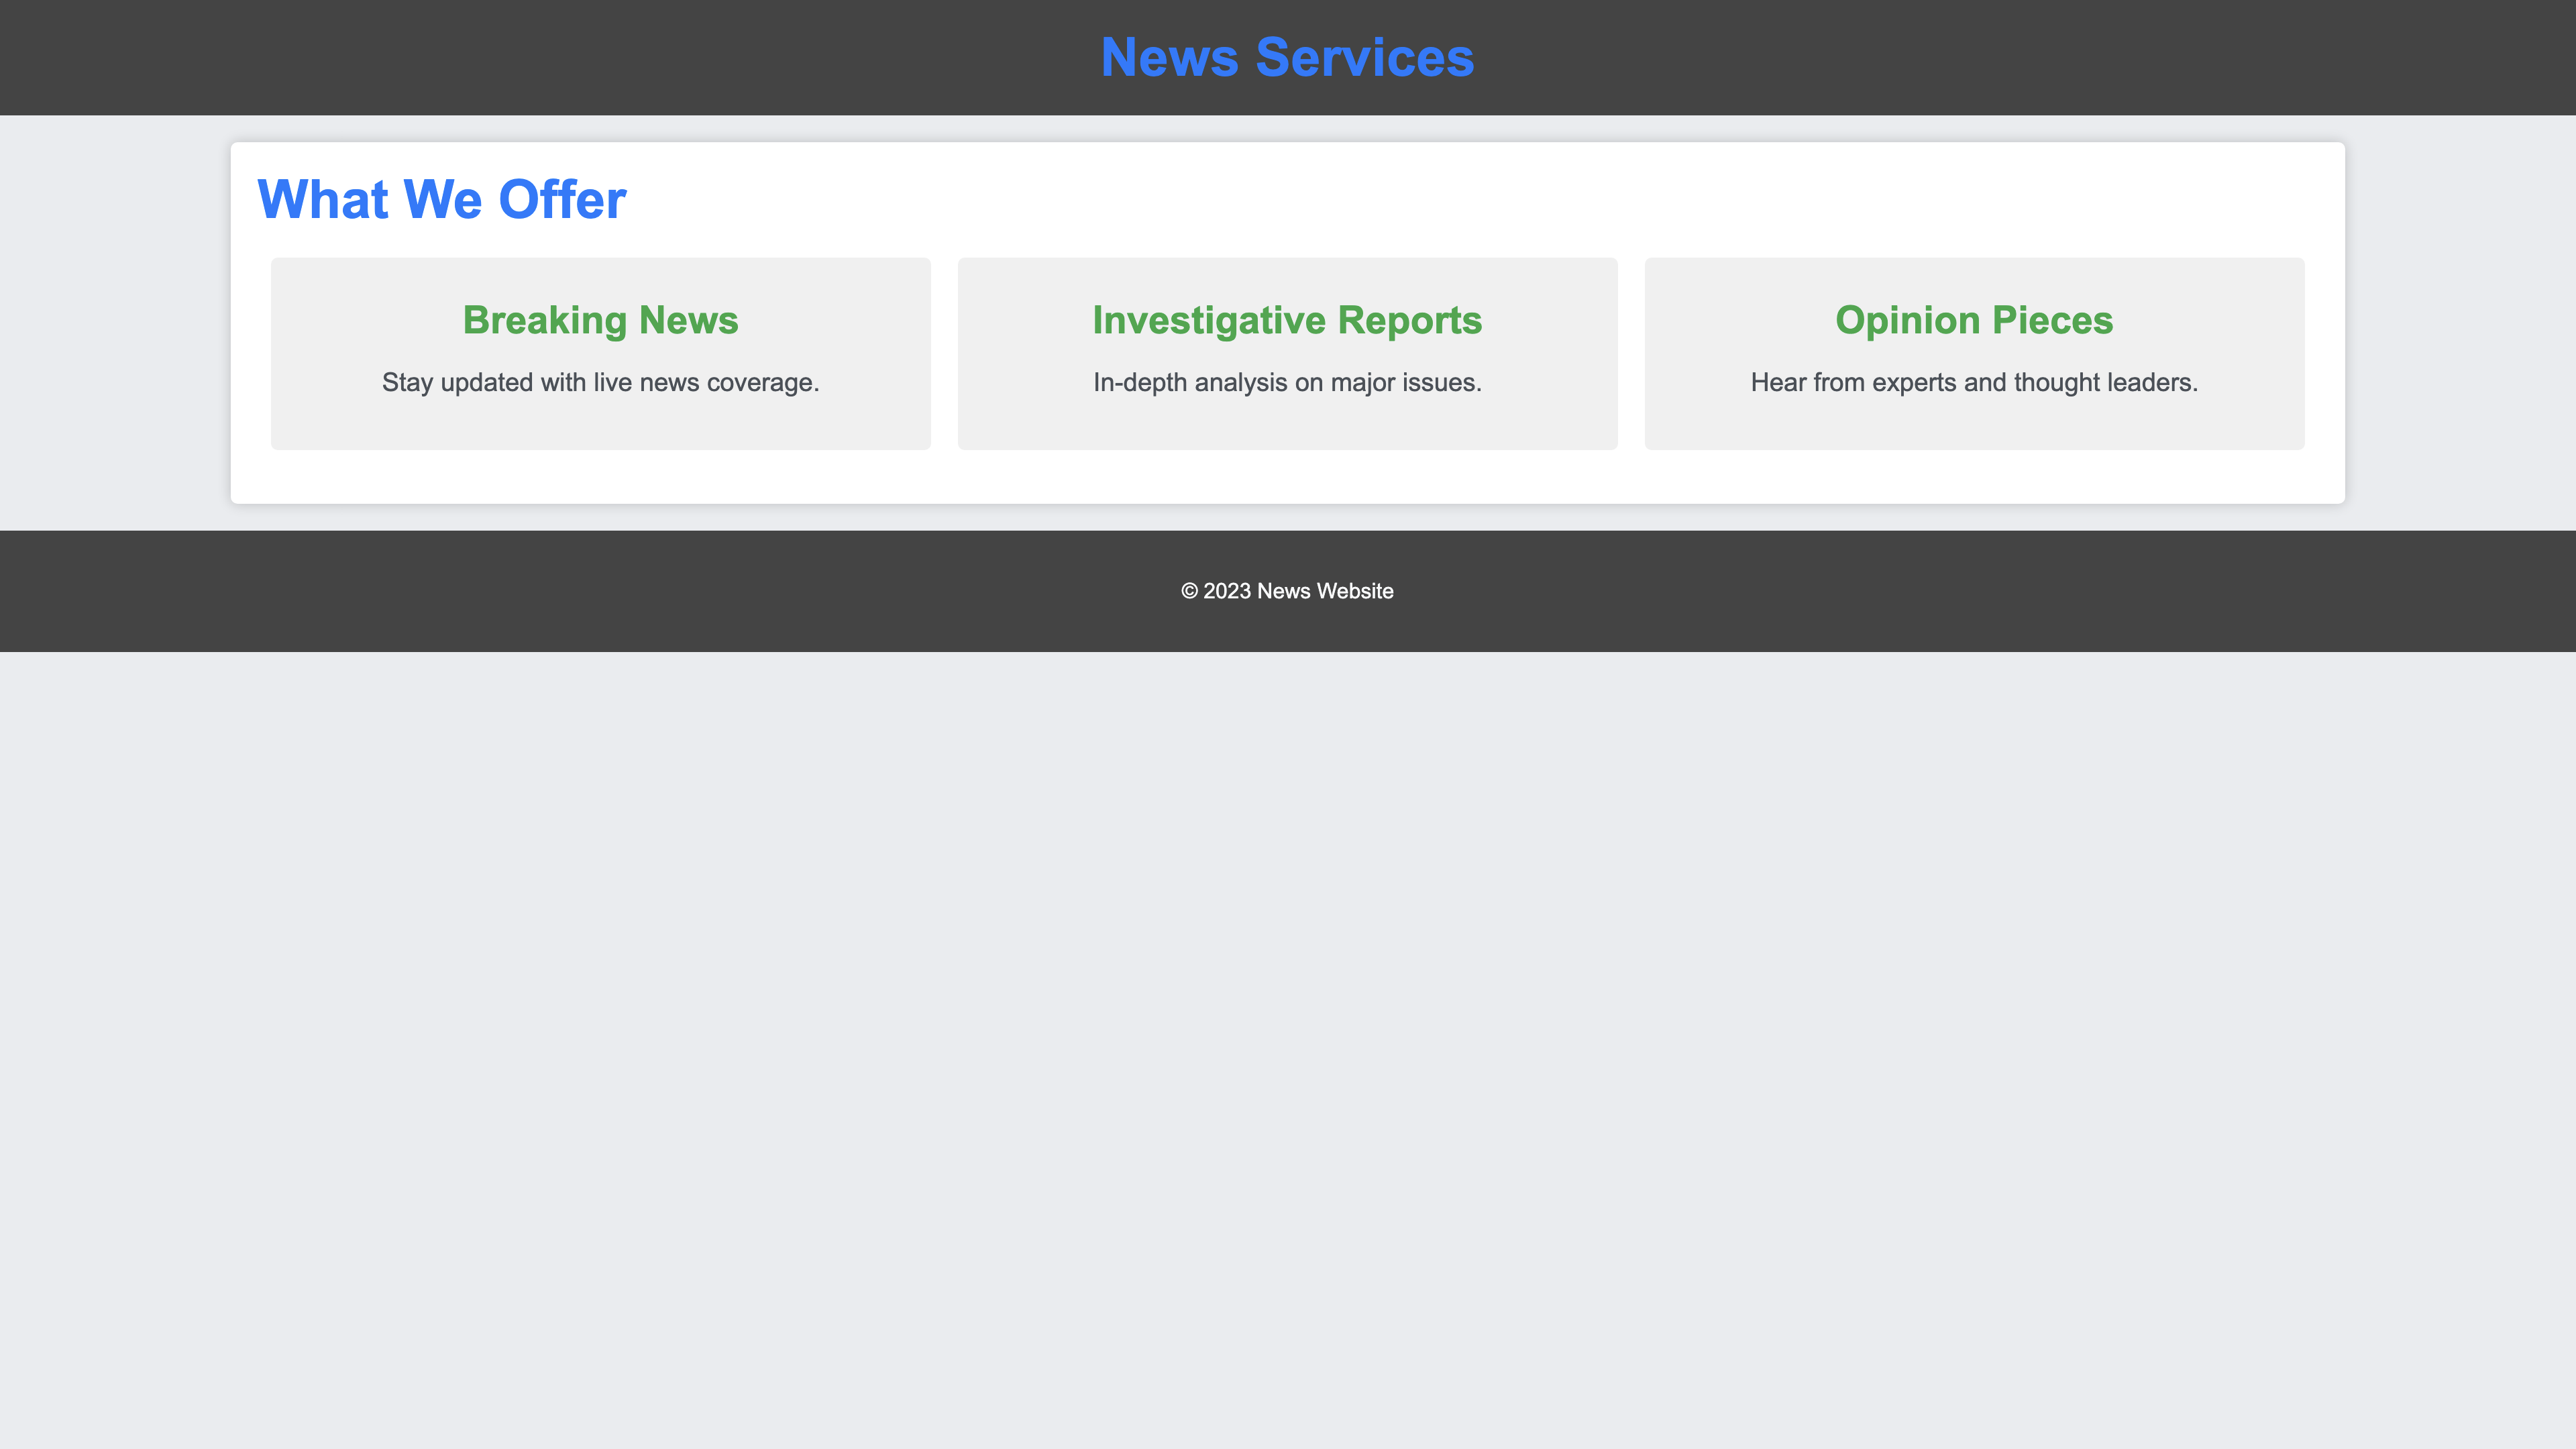 News Services
What We Offer
Breaking News
Stay updated with live news coverage.
Investigative Reports
In-depth analysis on major issues.
Opinion Pieces
Hear from experts and thought leaders.
© 2023 News Website